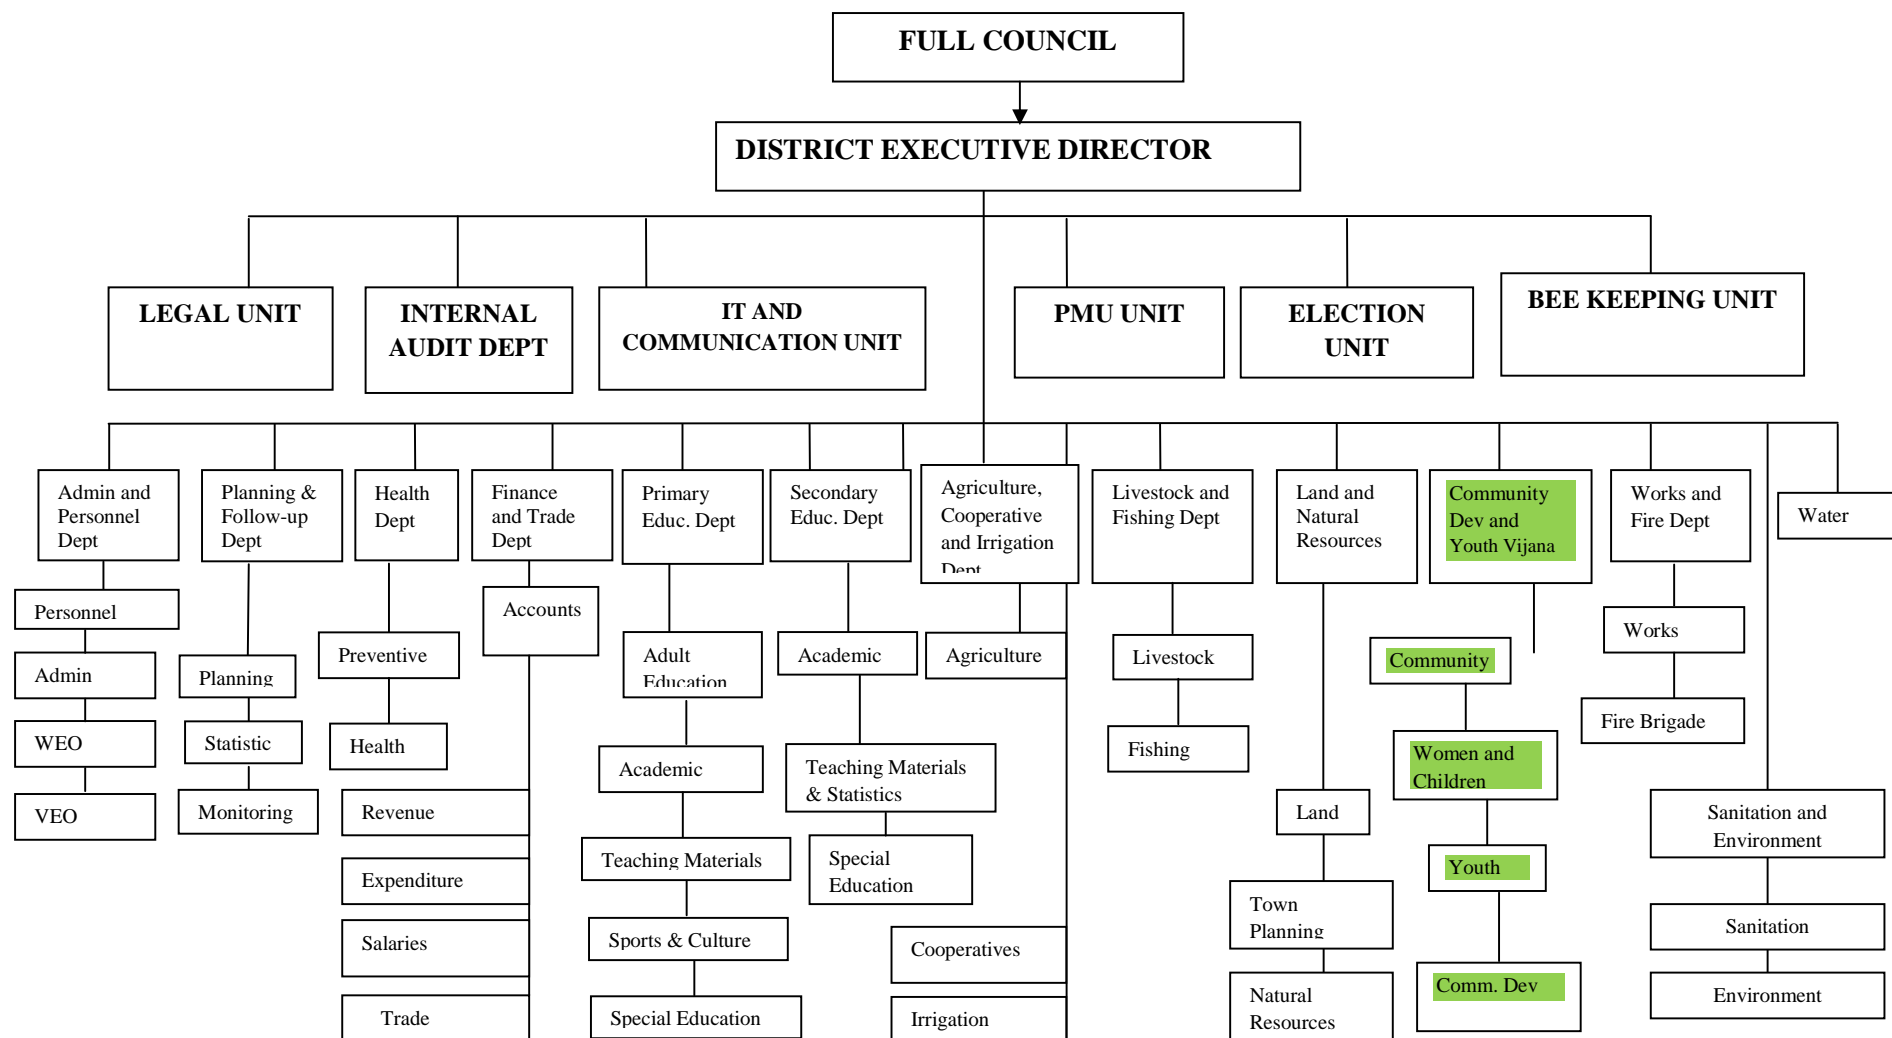 FULL COUNCIL
DISTRICT EXECUTIVE DIRECTOR
LEGAL UNIT
INTERNAL
AUDIT DEPT
IT AND
COMMUNICATION UNIT
PMU UNIT
ELECTION
UNIT
BEE KEEPING UNIT
Admin and
Personnel
Dept
Planning &
Follow-up
Dept
Health
Dept
Finance
and Trade
Dept
Primary
Educ. Dept
Secondary
Educ. Dept
Agriculture,
Cooperative
and Irrigation
Dept
Livestock and
Fishing Dept
Land and
Natural
Resources
Community
Dev and
Youth Vijana
Works and
Fire Dept
Water
Personnel
Admin
WEO
VEO
Planning
Statistic
Monitoring
Preventive
Health
Accounts
Revenue
Expenditure
Salaries
Trade
Adult
Education
Academic
Teaching Materials
Sports & Culture
Special Education
Academic
Teaching Materials
& Statistics
Special
Education
Agriculture
Cooperatives
Irrigation
Livestock
Fishing
Land
Town
Planning
Natural
Resources
Community
Women and
Children
Youth
Comm. Dev
Works
Fire Brigade
Sanitation and
Environment
Sanitation
Environment